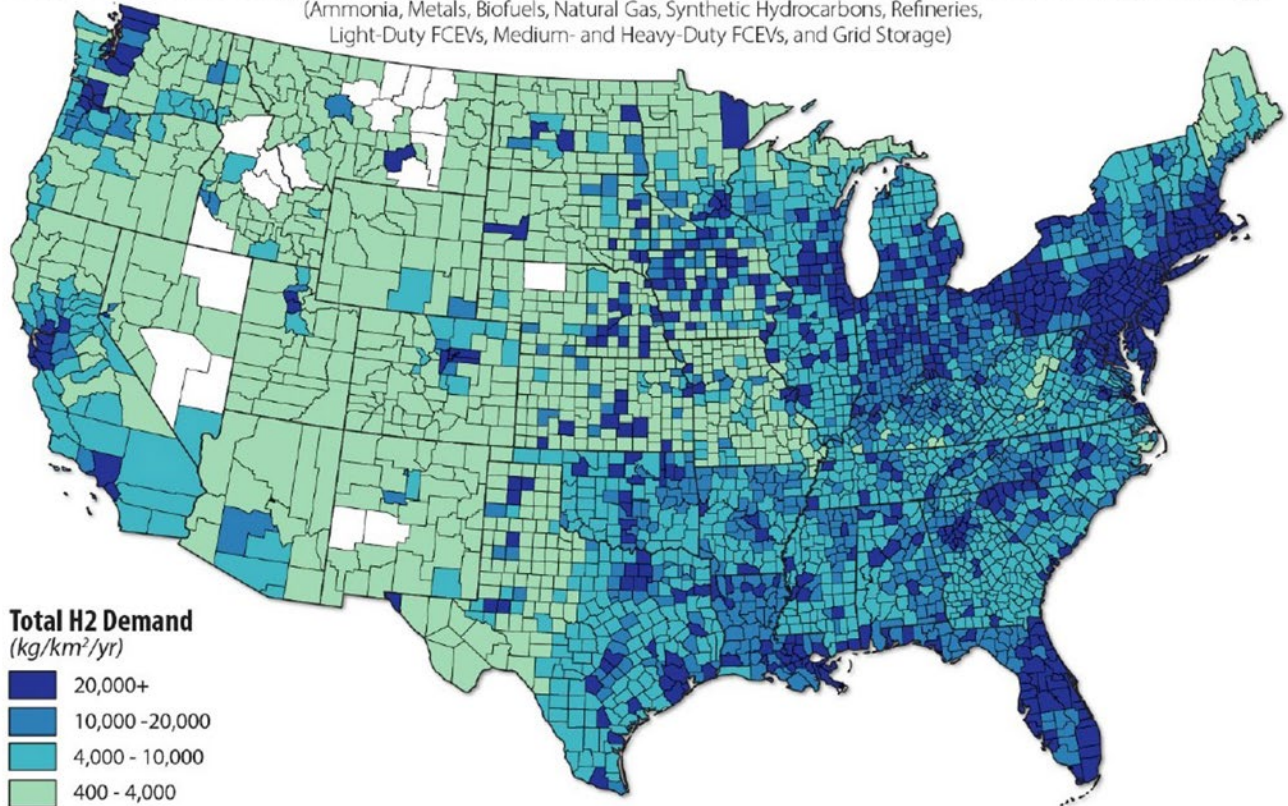 (Ammonia, Metals, Biofuels, Natural Gas, Synthetic Hydrocarbons, Refineries,
Light-Duty FCEVs, Medium- and Heavy-Duty FCEVs, and Grid Storage)
Total H2 Demand
(kg/km²/yr)
20,000+
10,000 -20,000
4,000 - 10,000
400 - 4,000